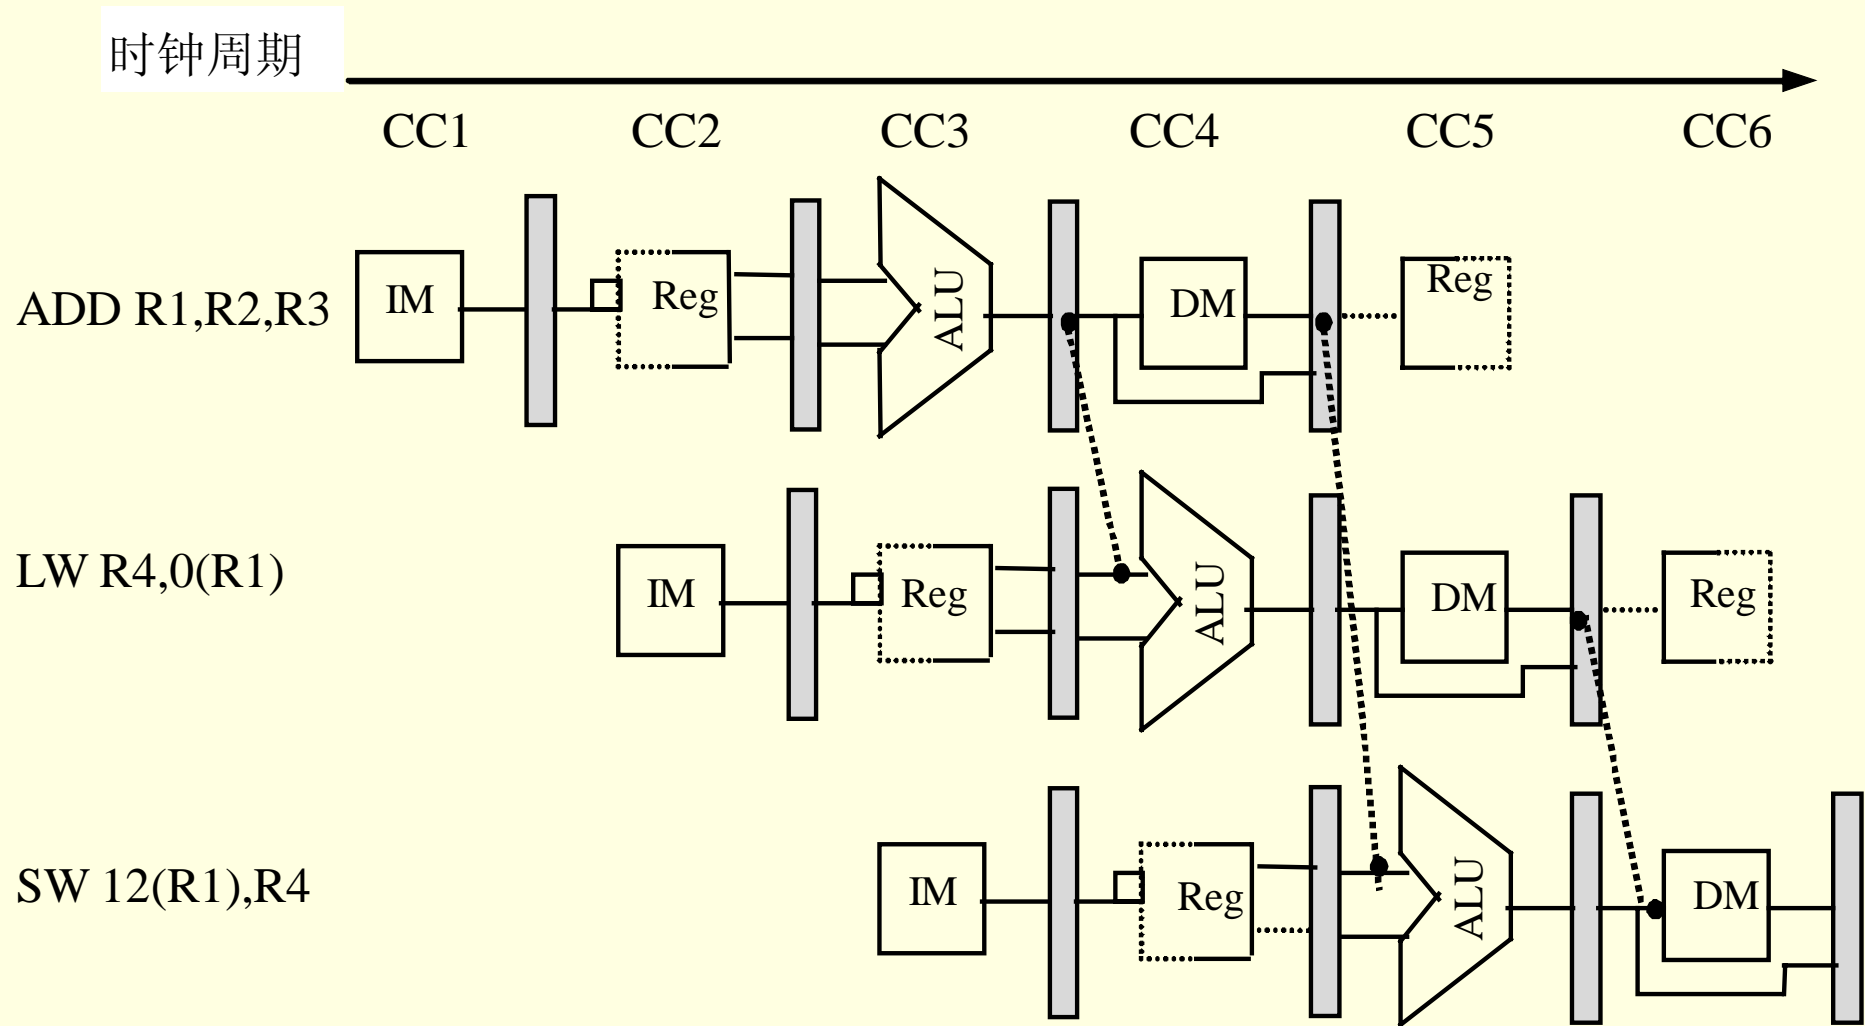 时钟周期
CC1 CC2 CC3 CC4 CC5 CC6
ADD R1,R2,R3 IM Reg ALU DM Reg
LW R4,0(R1) IM Reg ALU DM Reg
SW 12(R1),R4 IM Reg ALU DM